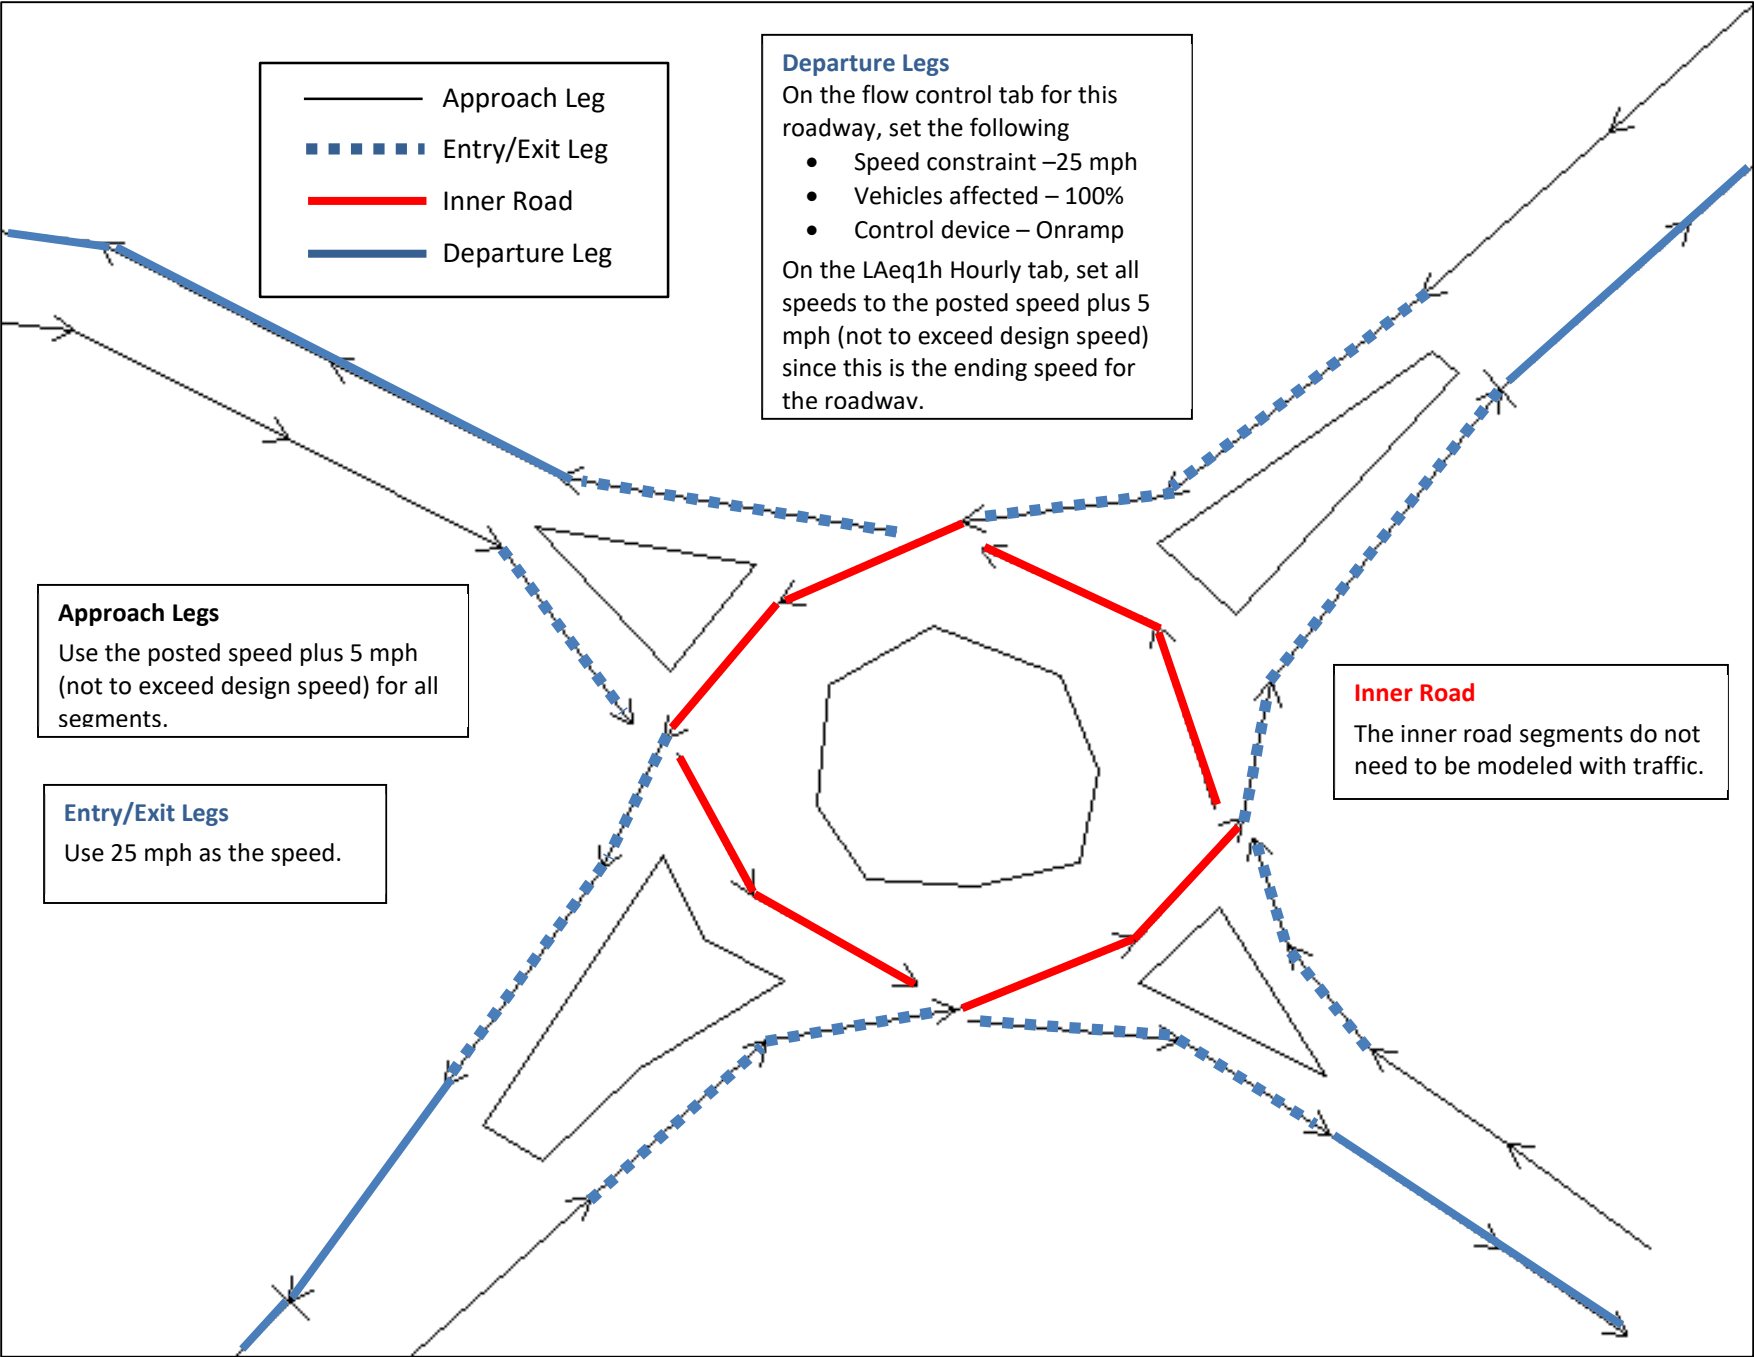 Approach Leg
Entry/Exit Leg
Inner Road
Departure Leg
Departure Legs
On the flow control tab for this
roadway, set the following
• Speed constraint –25 mph
• Vehicles affected – 100%
• Control device – Onramp
On the LAeq1h Hourly tab, set all
speeds to the posted speed plus 5
mph (not to exceed design speed)
since this is the ending speed for
the roadway.
Approach Legs
Use the posted speed plus 5 mph
(not to exceed design speed) for all
segments.
Entry/Exit Legs
Use 25 mph as the speed.
Inner Road
The inner road segments do not
need to be modeled with traffic.